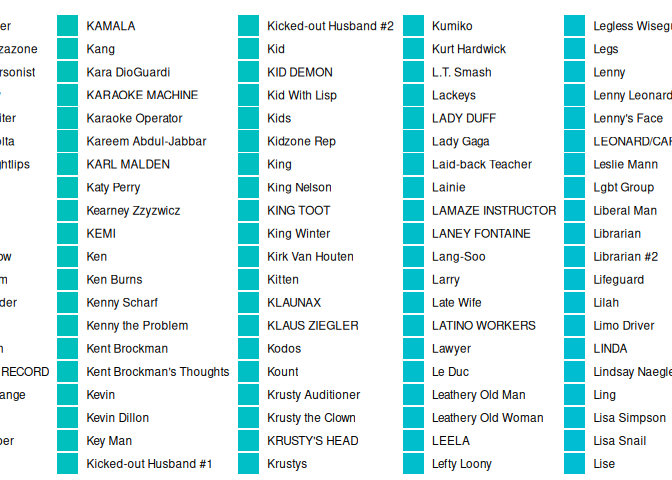 er
zazone
rsonist
iter
olta
ghtlips
ow
m
der
n
RECORD
ange
ber
KAMALA
Kang
Kara DioGuardi
KARAOKE MACHINE
Karaoke Operator
Kareem Abdul-Jabbar
KARL MALDEN
Katy Perry
Kearney Zzyzwicz
KEMI
Ken
Ken Burns
Kenny Scharf
Kenny the Problem
Kent Brockman
Kent Brockman's Thoughts
Kevin
Kevin Dillon
Key Man
Kicked-out Husband #1
Kicked-out Husband #2
Kid
KID DEMON
Kid With Lisp
Kids
Kidzone Rep
King
King Nelson
KING TOOT
King Winter
Kirk Van Houten
Kitten
KLAUNAX
KLAUS ZIEGLER
Kodos
Kount
Krusty Auditioner
Krusty the Clown
KRUSTY'S HEAD
Krustys
Kumiko
Kurt Hardwick
L.T. Smash
Lackeys
LADY DUFF
Lady Gaga
Laid-back Teacher
Lainie
LAMAZE INSTRUCTOR
LANEY FONTAINE
Lang-Soo
Larry
Late Wife
LATINO WORKERS
Lawyer
Le Duc
Leathery Old Man
Leathery Old Woman
LEELA
Lefty Loony
Legless Wisegu
Legs
Lenny
Lenny Leonard
Lenny's Face
LEONARD/CAR
Leslie Mann
Lgbt Group
Liberal Man
Librarian
Librarian #2
Lifeguard
Lilah
Limo Driver
LINDA
Lindsay Naegle
Ling
Lisa Simpson
Lisa Snail
Lise